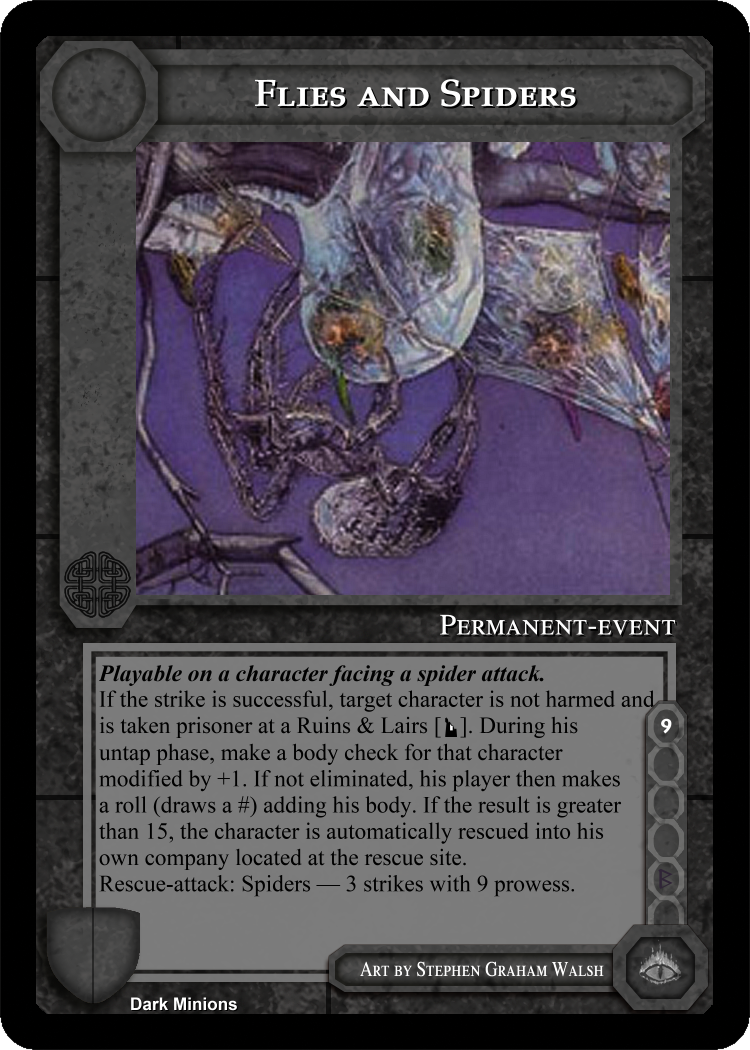 Flies and Spiders
Permanent-event
Playable on a character facing a spider attack.
If the strike is successful, target character is not harmed and
is taken prisoner at a Ruins & Lairs [ ]. During his
untap phase, make a body check for that character
modified by +1. If not eliminated, his player then makes
a roll (draws a #) adding his body. If the result is greater
than 15, the character is automatically rescued into his
own company located at the rescue site.
Rescue-attack: Spiders — 3 strikes with 9 prowess.
9
B
Art by Stephen Graham Walsh
Dark Minions